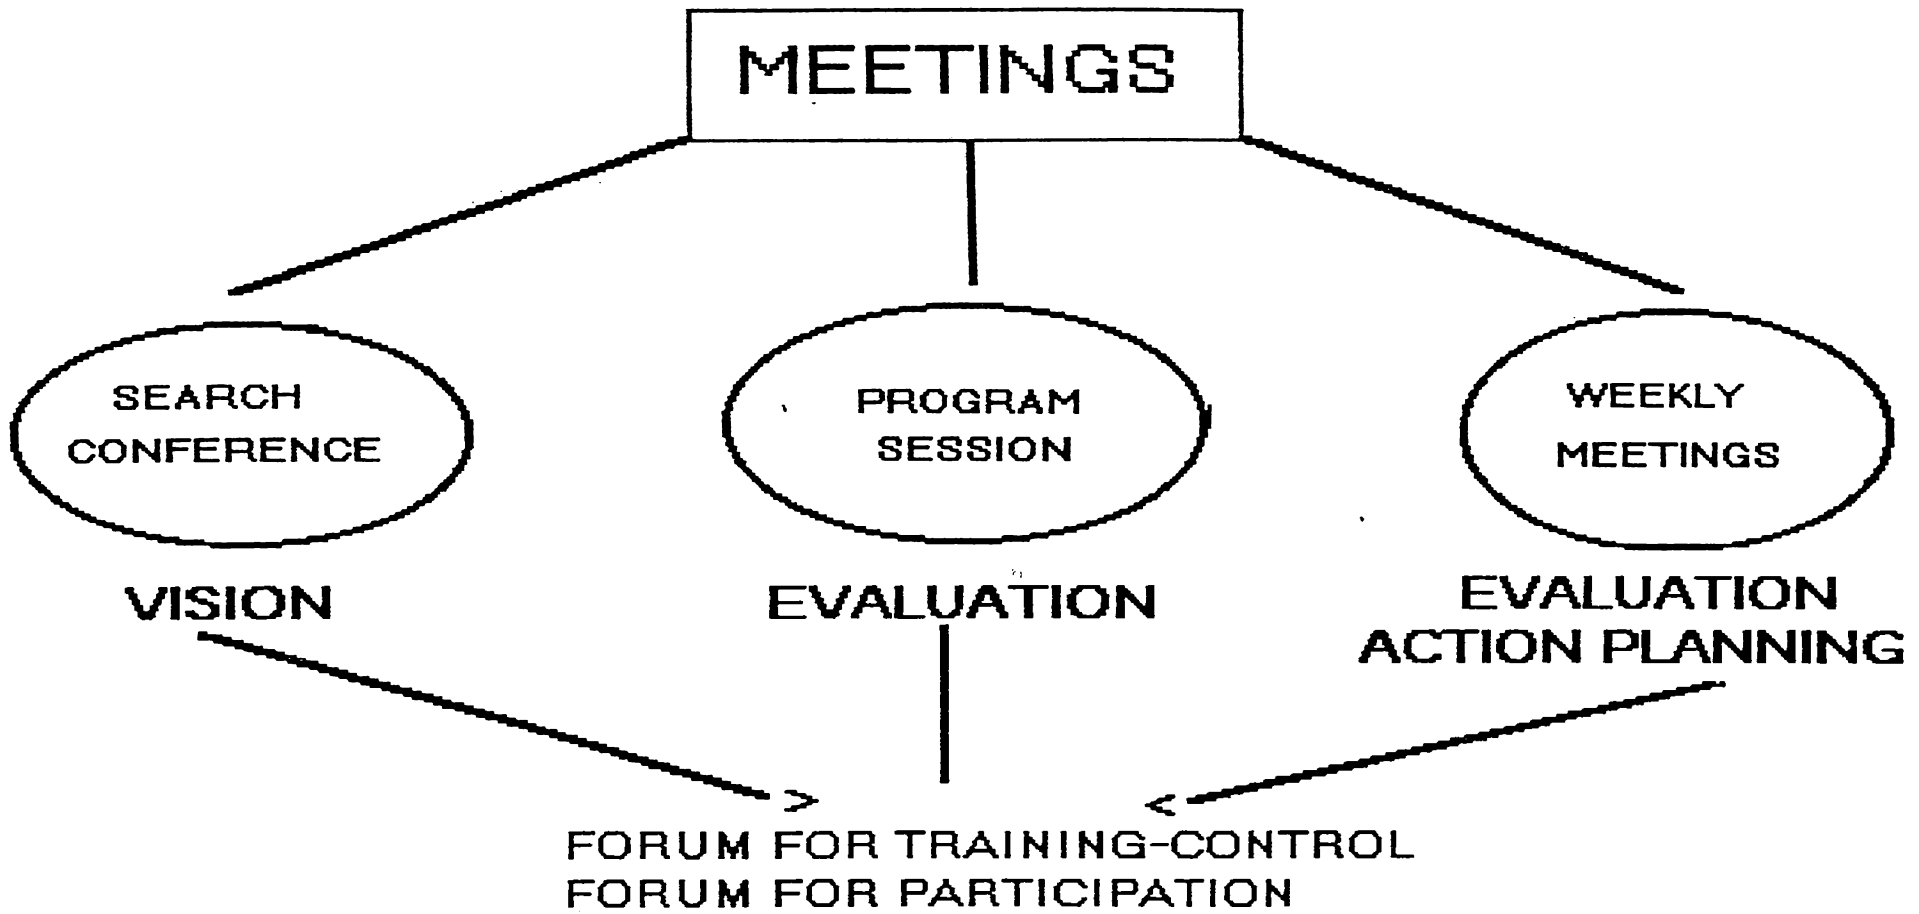 MEETINGS
SEARCH
CONFERENCE
PROGRAM
SESSION
WEEKLY
MEETINGS
VISION
EVALUATION
EVALUATION
ACTION PLANNING
> <
FORUM FOR TRAINING-CONTROL
FORUM FOR PARTICIPATION